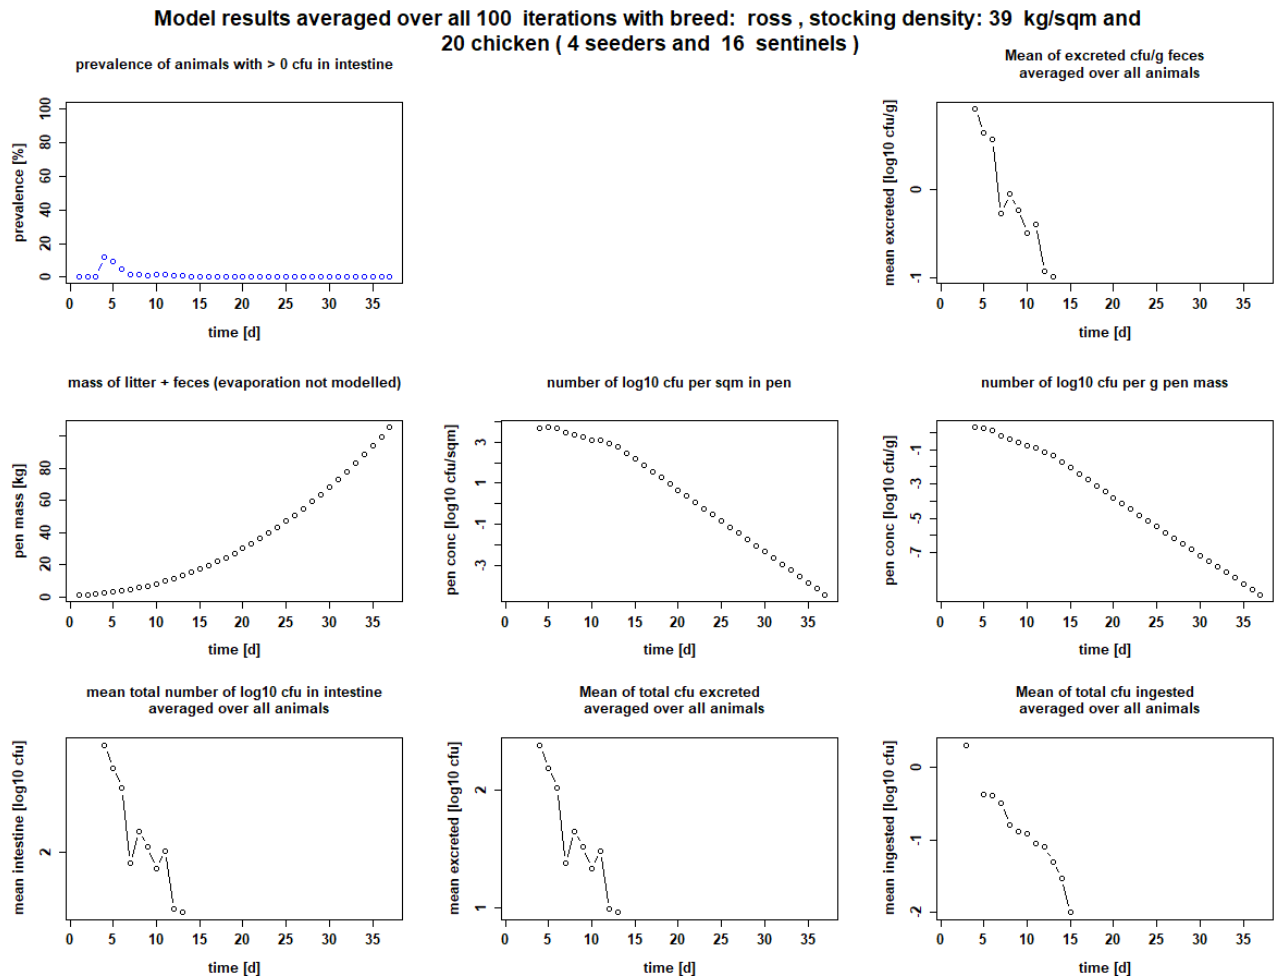 Model results averaged over all 100 iterations with breed: ross , stocking density: 39 kg/sqm and
20 chicken ( 4 seeders and 16 sentinels )
prevalence of animals with > 0 cfu in intestine
prevalence [%]
0 20 40 60 80 100
0 5 10 15 20 25 30 35
time [d]
Mean of excreted cfu/g feces
averaged over all animals
mean excreted [log10 cfu/g]
-1 0
0 5 10 15 20 25 30 35
time [d]
mass of litter + feces (evaporation not modelled)
pen mass [kg]
0 20 40 60 80
0 5 10 15 20 25 30 35
time [d]
number of log10 cfu per sqm in pen
pen conc [log10 cfu/sqm]
-3 -1 1 3
0 5 10 15 20 25 30 35
time [d]
number of log10 cfu per g pen mass
pen conc [log10 cfu/g]
-7 -5 -3 -1
0 5 10 15 20 25 30 35
time [d]
mean total number of log10 cfu in intestine
averaged over all animals
mean intestine [log10 cfu]
2
0 5 10 15 20 25 30 35
time [d]
Mean of total cfu excreted
averaged over all animals
mean excreted [log10 cfu]
1 2
0 5 10 15 20 25 30 35
time [d]
Mean of total cfu ingested
averaged over all animals
mean ingested [log10 cfu]
-2 -1 0
0 5 10 15 20 25 30 35
time [d]